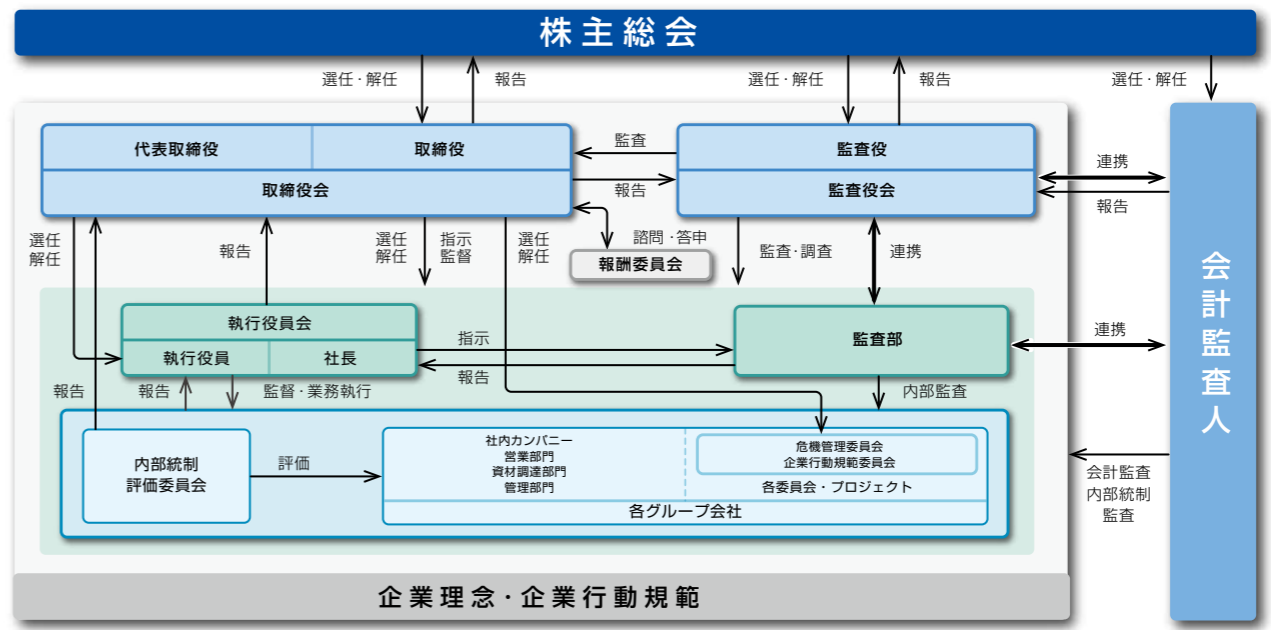 株主総会
選任・解任
報告
選任・解任
報告
選任・解任
代表取締役
取締役
取締役会
監査
報告
監査役
監査役会
連携
報告
選任
解任
報告
選任
解任
指示
監督
選任
解任
諮問・答申
報酬委員会
監査・調査
連携
執行役員会
執行役員
社長
指示
報告
監査部
連携
報告
報告
監督・業務執行
内部監査
内部統制
評価委員会
評価
社内カンパニー
営業部門
資材調達部門
管理部門
危機管理委員会
企業行動規範委員会
各委員会・プロジェクト
各グループ会社
会計監査
内部統制
監査
会計監査人
企業理念・企業行動規範